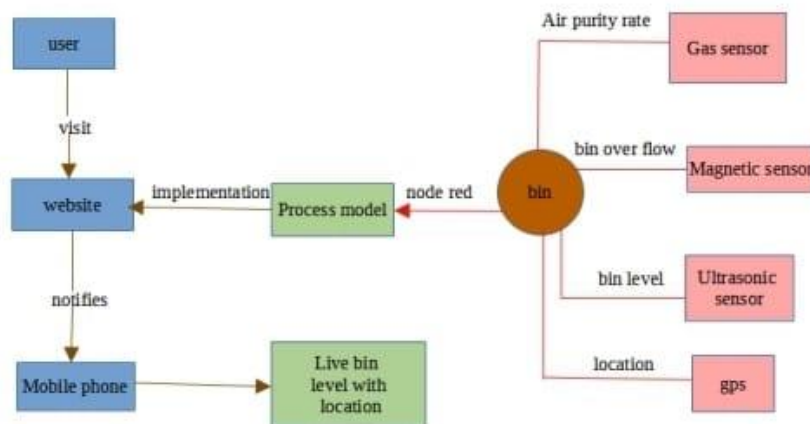 Air purity rate
user
Gas sensor
visit
bin over flow
Magnetic sensor
implementation
node red
bin
website
Process model
bin level
Ultrasonic
sensor
notifies
Live bin
level with
location
location
Mobile phone
gps